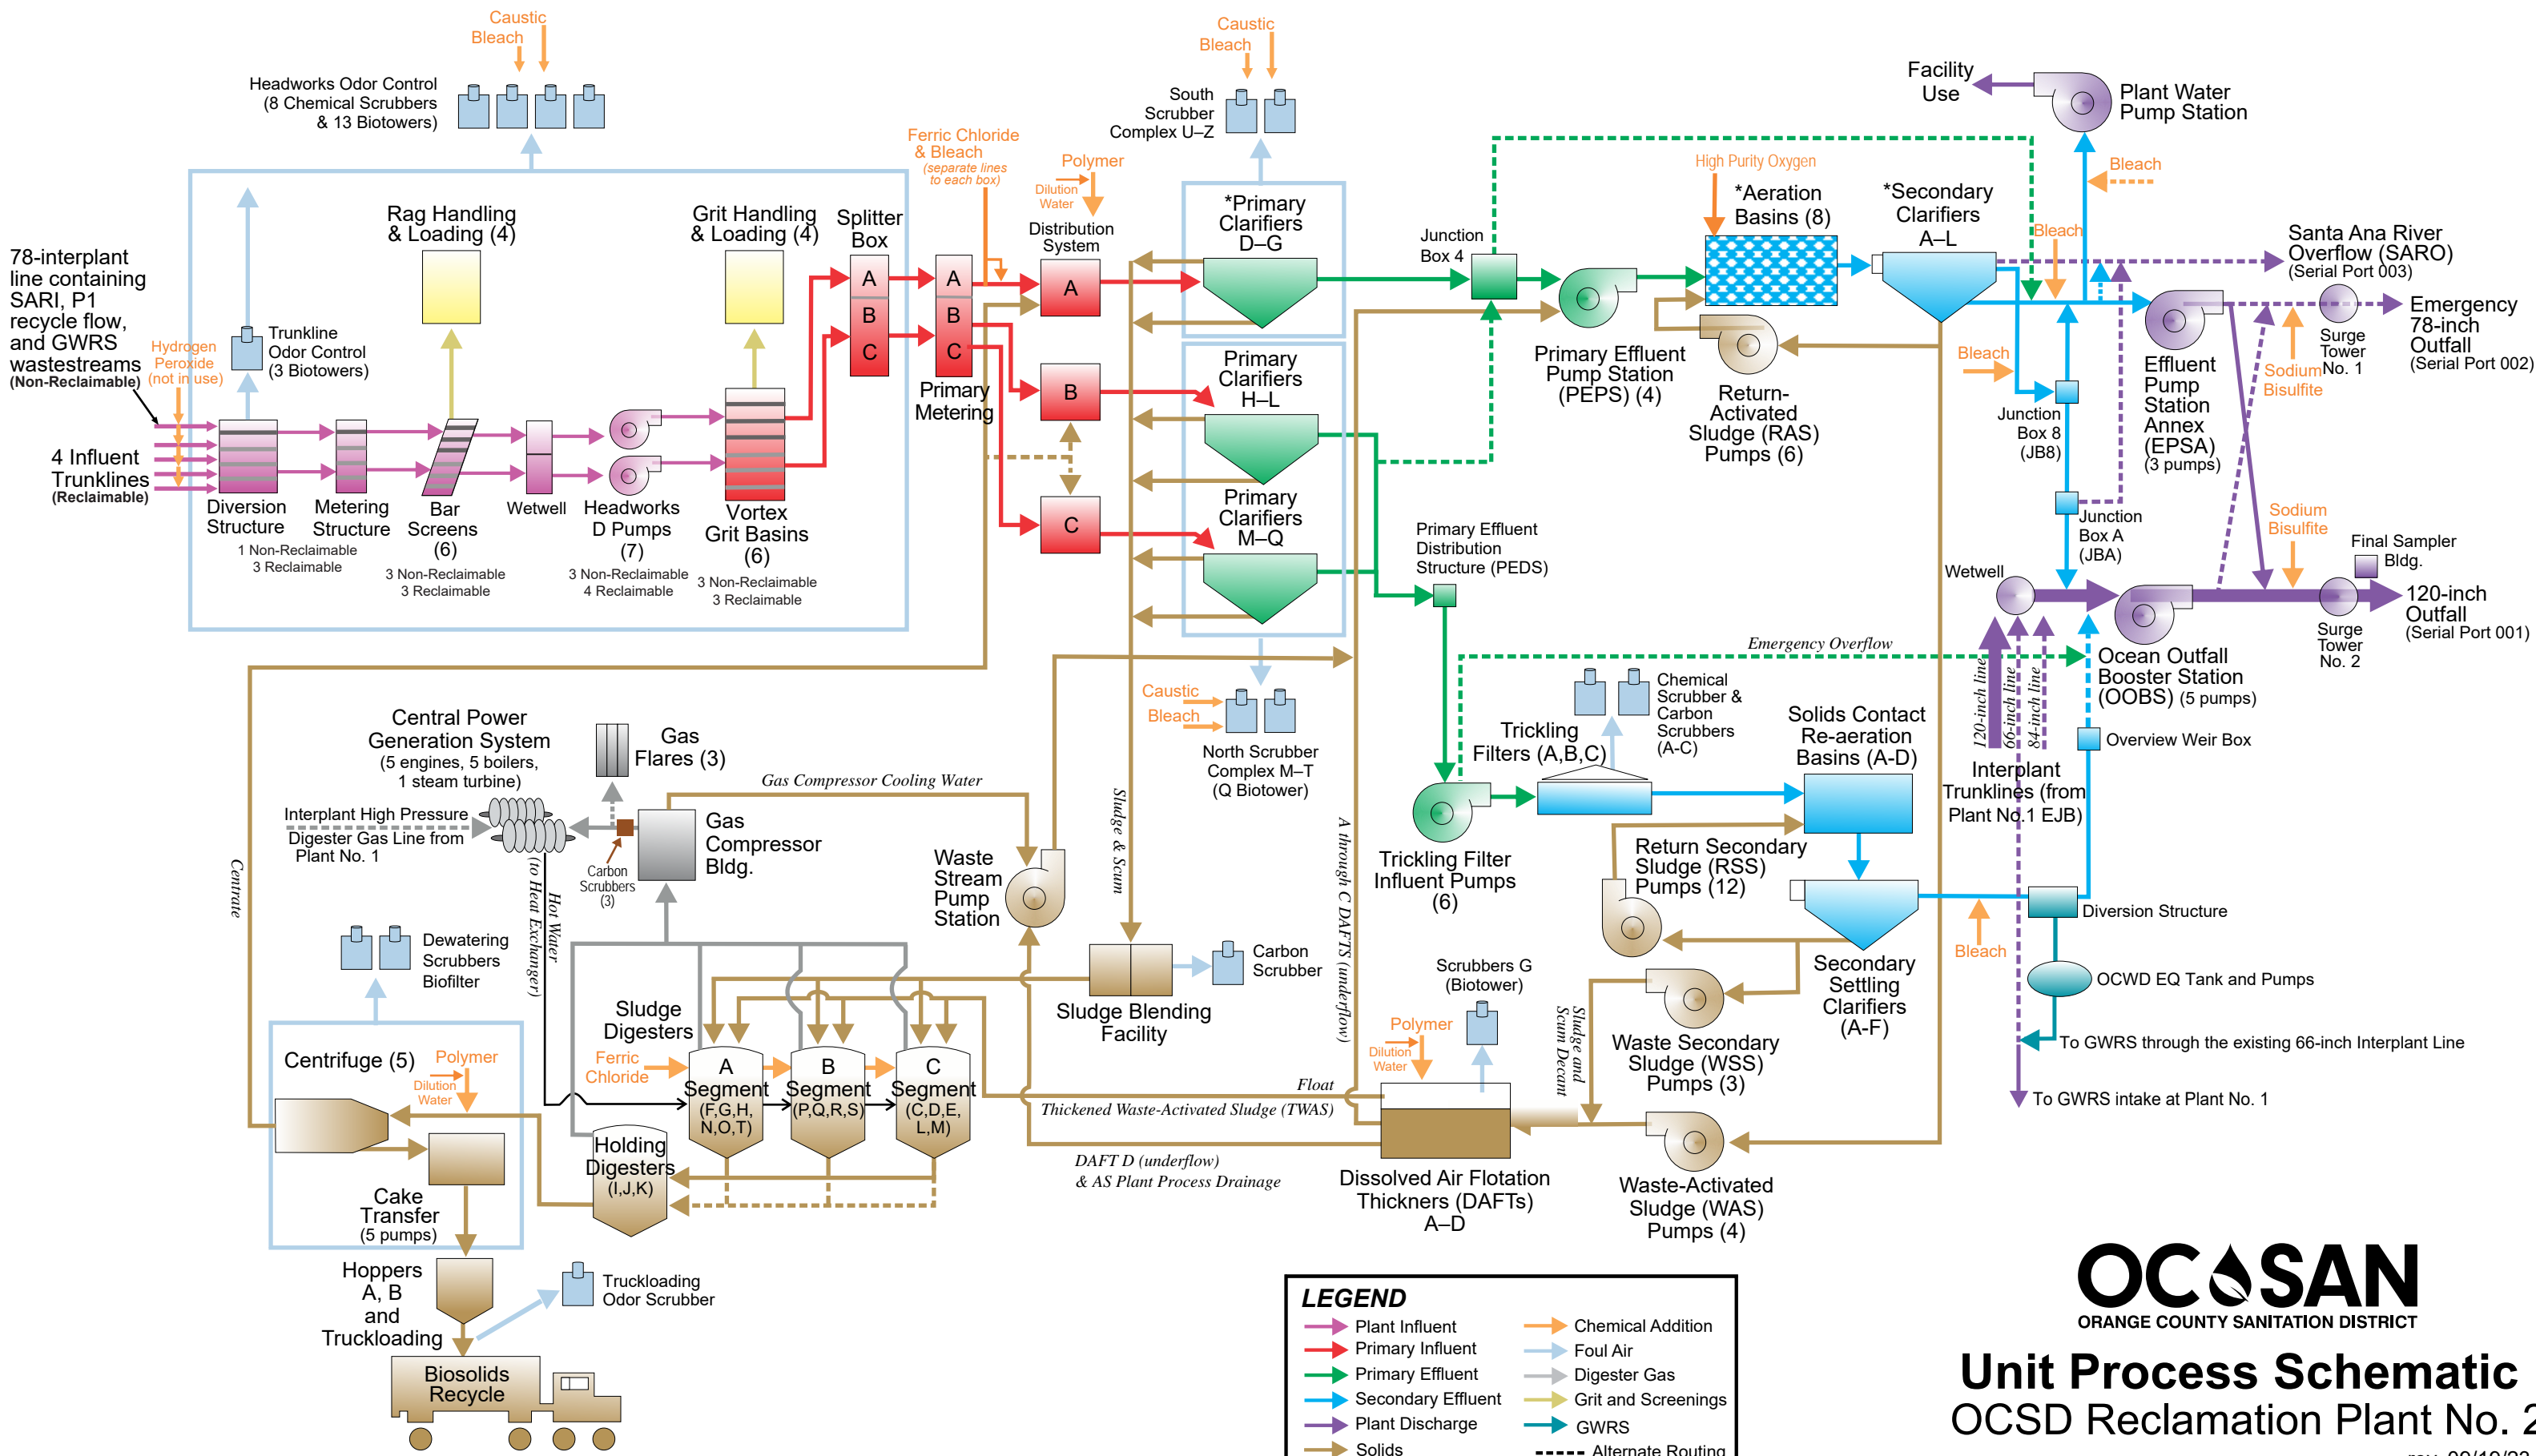 Caustic
Bleach
Headworks Odor Control
(8 Chemical Scrubbers
& 13 Biotowers)
Caustic
Bleach
South
Scrubber
Complex U–Z
Facility
Use
Plant Water
Pump Station
Bleach
Ferric Chloride
& Bleach
(separate lines
to each box)
Polymer
Dilution
Water
High Purity Oxygen
78-interplant
line containing
SARI, P1
recycle flow,
and GWRS
wastestreams
(Non-Reclaimable)
Hydrogen
Peroxide
(not in use)
4 Influent
Trunklines
(Reclaimable)
Trunkline
Odor Control
(3 Biotowers)
Rag Handling
& Loading (4)
Grit Handling
& Loading (4)
Splitter
Box
A
B
C
A
B
C
Primary
Metering
Distribution
System
A
B
C
Diversion
Structure
Metering
Structure
1 Non-Reclaimable
3 Reclaimable
Bar
Screens
(6)
3 Non-Reclaimable
3 Reclaimable
Wetwell
Headworks
D Pumps
(7)
3 Non-Reclaimable
4 Reclaimable
Vortex
Grit Basins
(6)
3 Non-Reclaimable
3 Reclaimable
*Primary
Clarifiers
D–G
Primary
Clarifiers
H–L
Primary
Clarifiers
M–Q
Junction
Box 4
Primary Effluent
Pump Station
(PEPS) (4)
*Aeration
Basins (8)
Return-
Activated
Sludge (RAS)
Pumps (6)
*Secondary
Clarifiers
A–L
Bleach
Bleach
Junction
Box 8
(JB8)
Junction
Box A
(JBA)
Santa Ana River
Overflow (SARO)
(Serial Port 003)
Emergency
78-inch
Outfall
(Serial Port 002)
Surge
Tower
No. 1
Sodium
Bisulfite
Effluent
Pump
Station
Annex
(EPSA)
(3 pumps)
Sodium
Bisulfite
Final Sampler
Bldg.
120-inch
Outfall
(Serial Port 001)
Surge
Tower
No. 2
Wetwell
Ocean Outfall
Booster Station
(OOBS) (5 pumps)
120-inch line
66-inch line
84-inch line
Interplant
Trunklines (from
Plant No.1 EJB)
Overview Weir Box
Primary Effluent
Distribution
Structure (PEDS)
Emergency Overflow
Chemical
Scrubber &
Carbon
Scrubbers
(A-C)
Trickling
Filters (A,B,C)
Solids Contact
Re-aeration
Basins (A-D)
Trickling Filter
Influent Pumps
(6)
Return Secondary
Sludge (RSS)
Pumps (12)
Secondary
Settling
Clarifiers
(A-F)
Bleach
Diversion Structure
OCWD EQ Tank and Pumps
To GWRS through the existing 66-inch Interplant Line
To GWRS intake at Plant No. 1
Waste Secondary
Sludge (WSS)
Pumps (3)
Waste-Activated
Sludge (WAS)
Pumps (4)
Sludge and
Scum Decant
Scrubbers G
(Biotower)
Polymer
Dilution
Water
Dissolved Air Flotation
Thickners (DAFTs)
A–D
A through C DAFTS (underflow)
Float
Thickened Waste-Activated Sludge (TWAS)
DAFT D (underflow)
& AS Plant Process Drainage
Caustic
Bleach
North Scrubber
Complex M–T
(Q Biotower)
Sludge & Scum
Carbon
Scrubber
Sludge Blending
Facility
Waste
Stream
Pump
Station
Gas Compressor Cooling Water
Central Power
Generation System
(5 engines, 5 boilers,
1 steam turbine)
Gas
Flares (3)
Interplant High Pressure
Digester Gas Line from
Plant No. 1
Carbon
Scrubbers
(3)
Gas
Compressor
Bldg.
Hot Water
(to Heat Exchanger)
Centrate
Dewatering
Scrubbers
Biofilter
Sludge
Digesters
Ferric
Chloride
A
Segment
(F,G,H,
N,O,T)
B
Segment
(P,Q,R,S)
C
Segment
(C,D,E,
L,M)
Holding
Digesters
(I,J,K)
Centrifuge (5)
Polymer
Dilution
Water
Cake
Transfer
(5 pumps)
Hoppers
A, B
and
Truckloading
Truckloading
Odor Scrubber
Biosolids
Recycle
LEGEND
Plant Influent
Primary Influent
Primary Effluent
Secondary Effluent
Plant Discharge
Solids
Chemical Addition
Foul Air
Digester Gas
Grit and Screenings
GWRS
Alternate Routing
OC SAN
ORANGE COUNTY SANITATION DISTRICT
Unit Process Schematic
OCSD Reclamation Plant No. 2